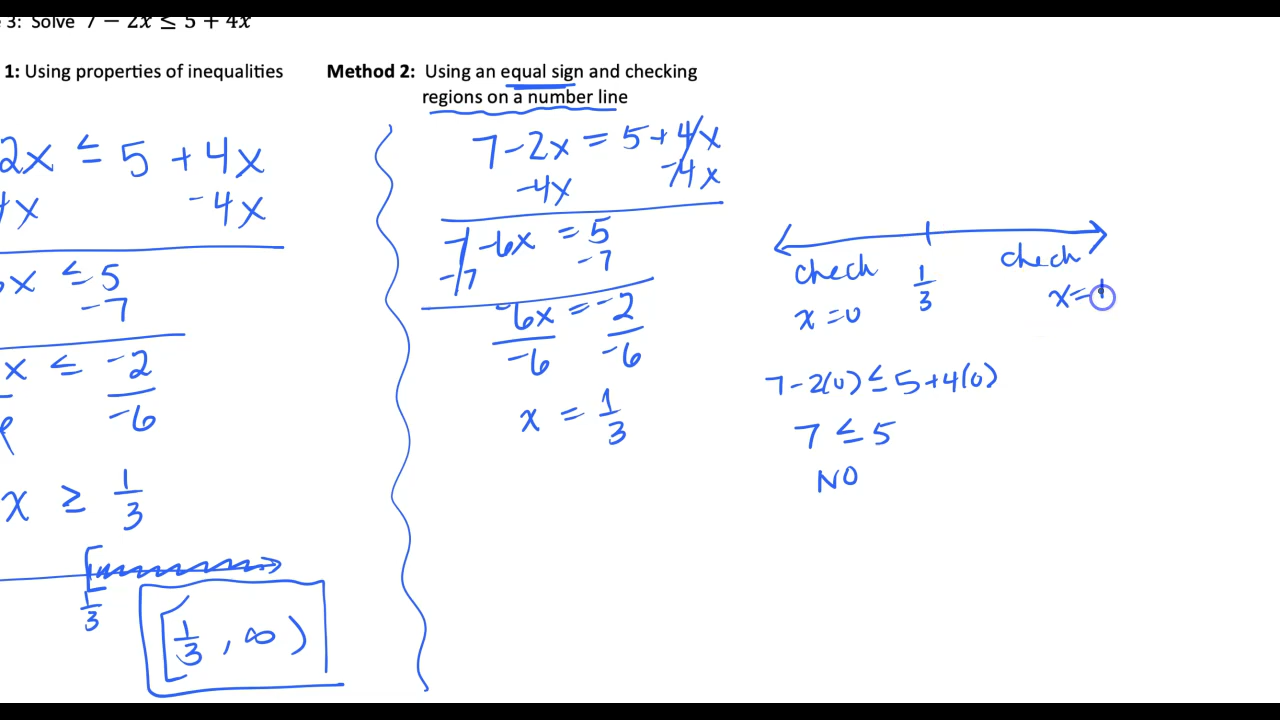 3: Solve 7 − 2x ≤ 5 + 4x
1: Using properties of inequalities
2x ≤ 5 + 4x
4x -4x
x ≤ 5
-7
x ≤ -2
-6
x ≥ 1/3
1/3
[1/3, ∞)
Method 2: Using an equal sign and checking
regions on a number line
7 - 2x = 5 + 4x
-4x -4x
7 - 6x = 5
-7 -7
-6x = -2
-6 -6
x = 1/3
check 1/3 check
x = 0 x = 1
7 - 2(0) ≤ 5 + 4(0)
7 ≤ 5
NO